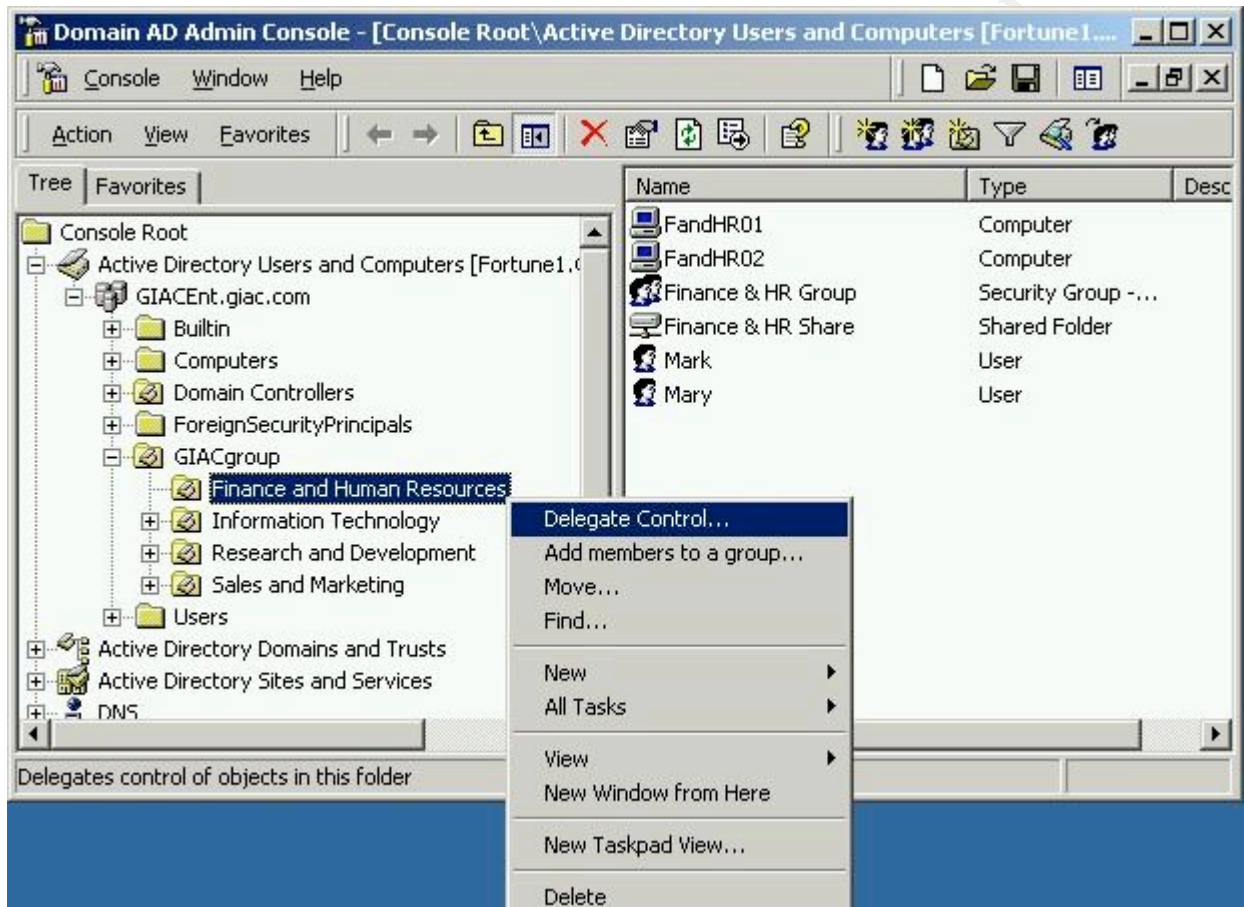 Domain AD Admin Console - [Console Root\Active Directory Users and Computers [Fortune1....
Console Window Help
Action View Favorites
Tree Favorites
Console Root
Active Directory Users and Computers [Fortune1.
GIACEnt.giac.com
Builtin
Computers
Domain Controllers
ForeignSecurityPrincipals
GIACgroup
Finance and Human Resources
Information Technology
Research and Development
Sales and Marketing
Users
Active Directory Domains and Trusts
Active Directory Sites and Services
DNS
Name Type Desc
FandHR01 Computer
FandHR02 Computer
Finance & HR Group Security Group -...
Finance & HR Share Shared Folder
Mark User
Mary User
Delegate Control...
Add members to a group...
Move...
Find...
New
All Tasks
View
New Window from Here
New Taskpad View...
Delete
Delegates control of objects in this folder